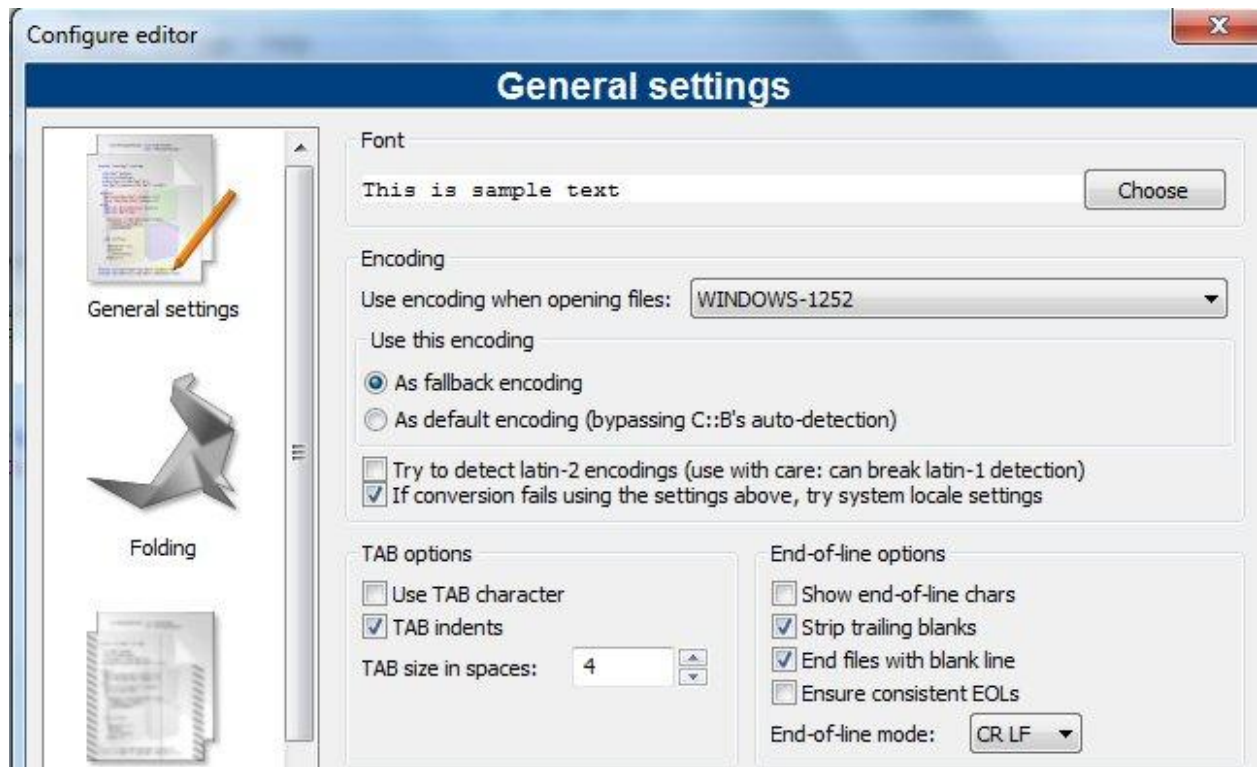 Configure editor
General settings
General settings
Folding
Font
This is sample text
Choose
Encoding
Use encoding when opening files:
WINDOWS-1252
Use this encoding
As fallback encoding
As default encoding (bypassing C::B's auto-detection)
Try to detect latin-2 encodings (use with care: can break latin-1 detection)
If conversion fails using the settings above, try system locale settings
TAB options
Use TAB character
TAB indents
TAB size in spaces:
4
End-of-line options
Show end-of-line chars
Strip trailing blanks
End files with blank line
Ensure consistent EOLs
End-of-line mode:
CR LF